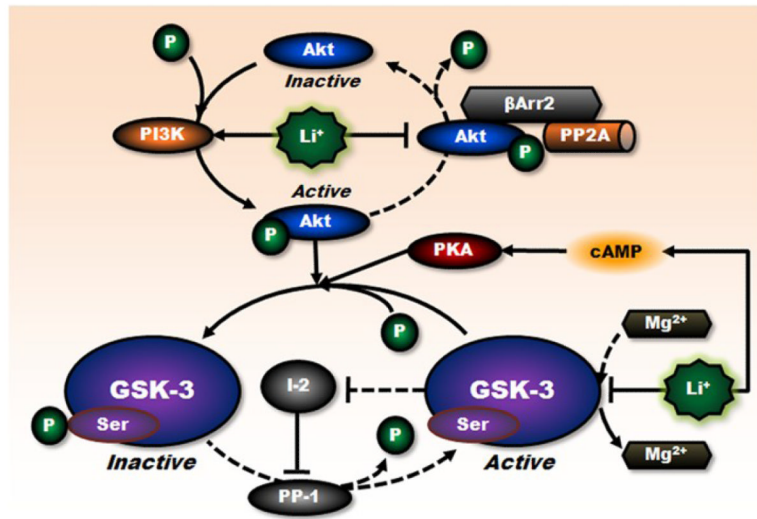 P
Akt
P
Inactive
βArr2
PI3K
Li⁺
Akt
PP2A
P
Active
Akt
P
PKA
cAMP
Mg²⁺
P
GSK-3
I-2
GSK-3
Li⁺
P
Ser
P
Ser
Inactive
Active
Mg²⁺
PP-1